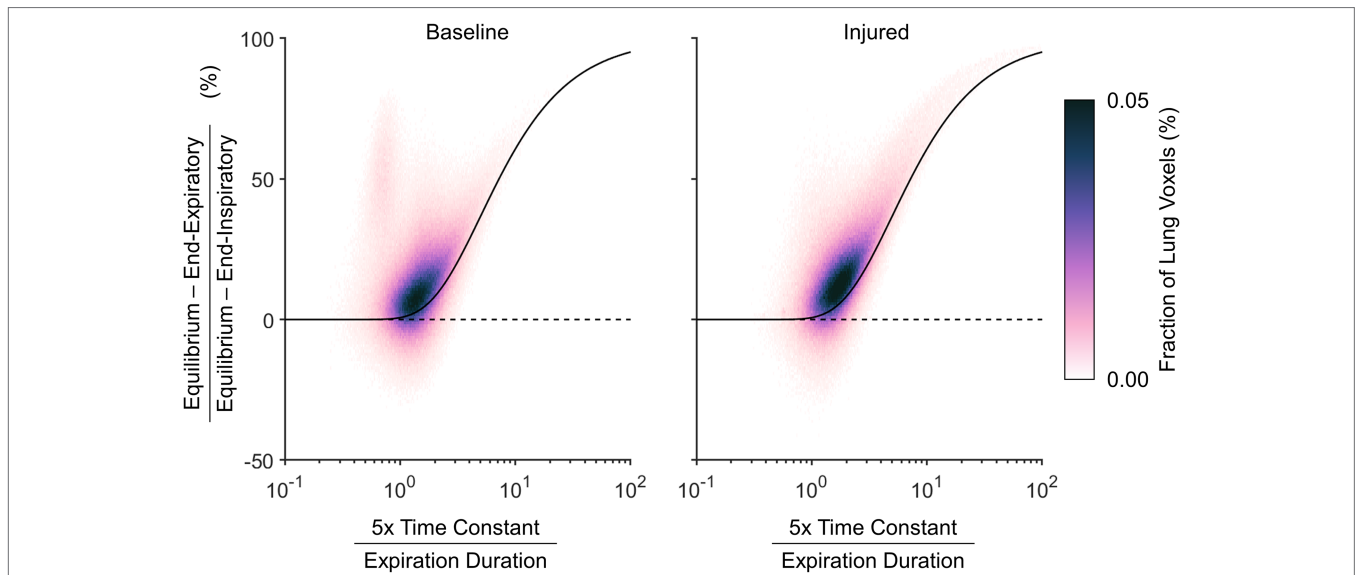 Baseline
Injured
100
50
0
-50
Equilibrium – End-Expiratory
Equilibrium – End-Inspiratory
(%)
10⁻¹
10⁰
10¹
10²
10⁻¹
10⁰
10¹
10²
5x Time Constant
Expiration Duration
5x Time Constant
Expiration Duration
0.05
0.00
Fraction of Lung Voxels (%)